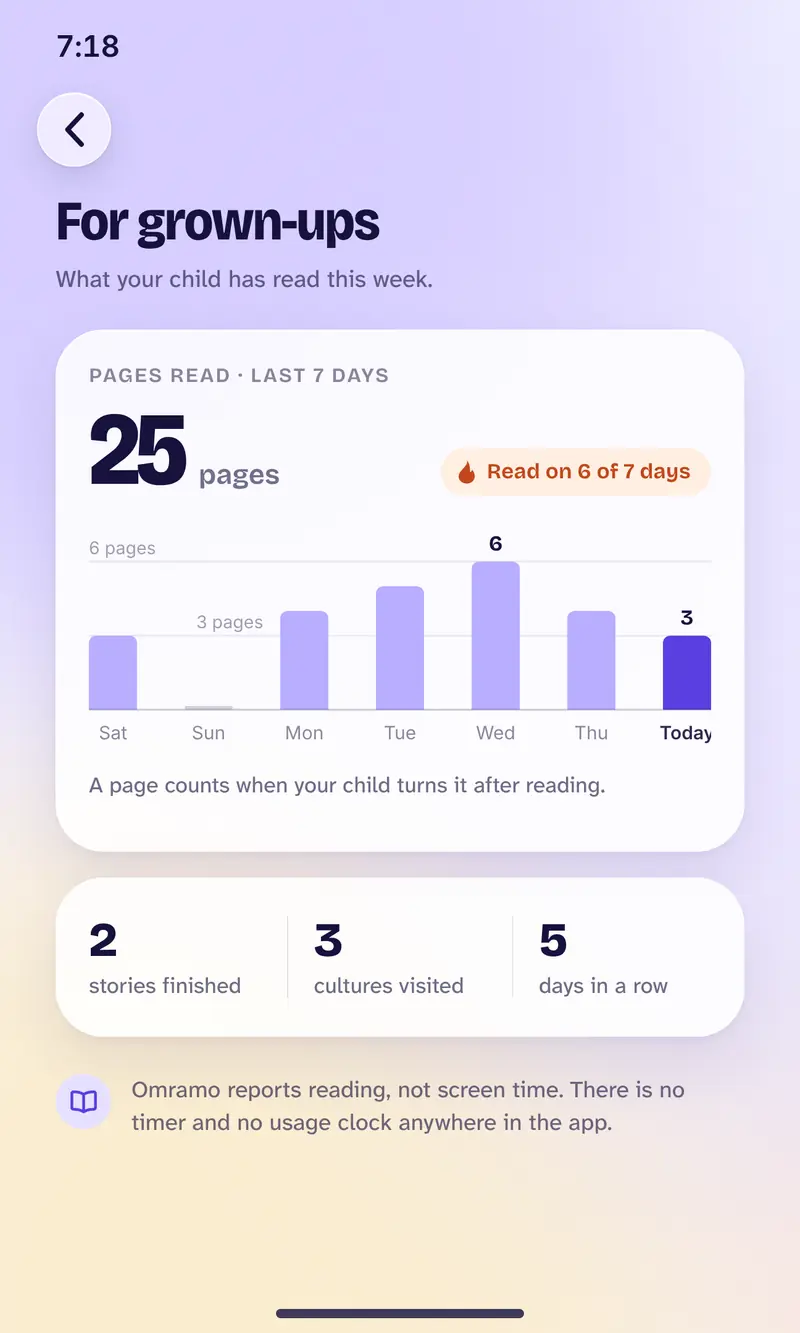 7:18
For grown-ups
What your child has read this week.
PAGES READ · LAST 7 DAYS
25 pages
Read on 6 of 7 days
6 pages
6
3 pages
3
Sat Sun Mon Tue Wed Thu Today
A page counts when your child turns it after reading.
2 3 5
stories finished cultures visited days in a row
Omramo reports reading, not screen time. There is no
timer and no usage clock anywhere in the app.